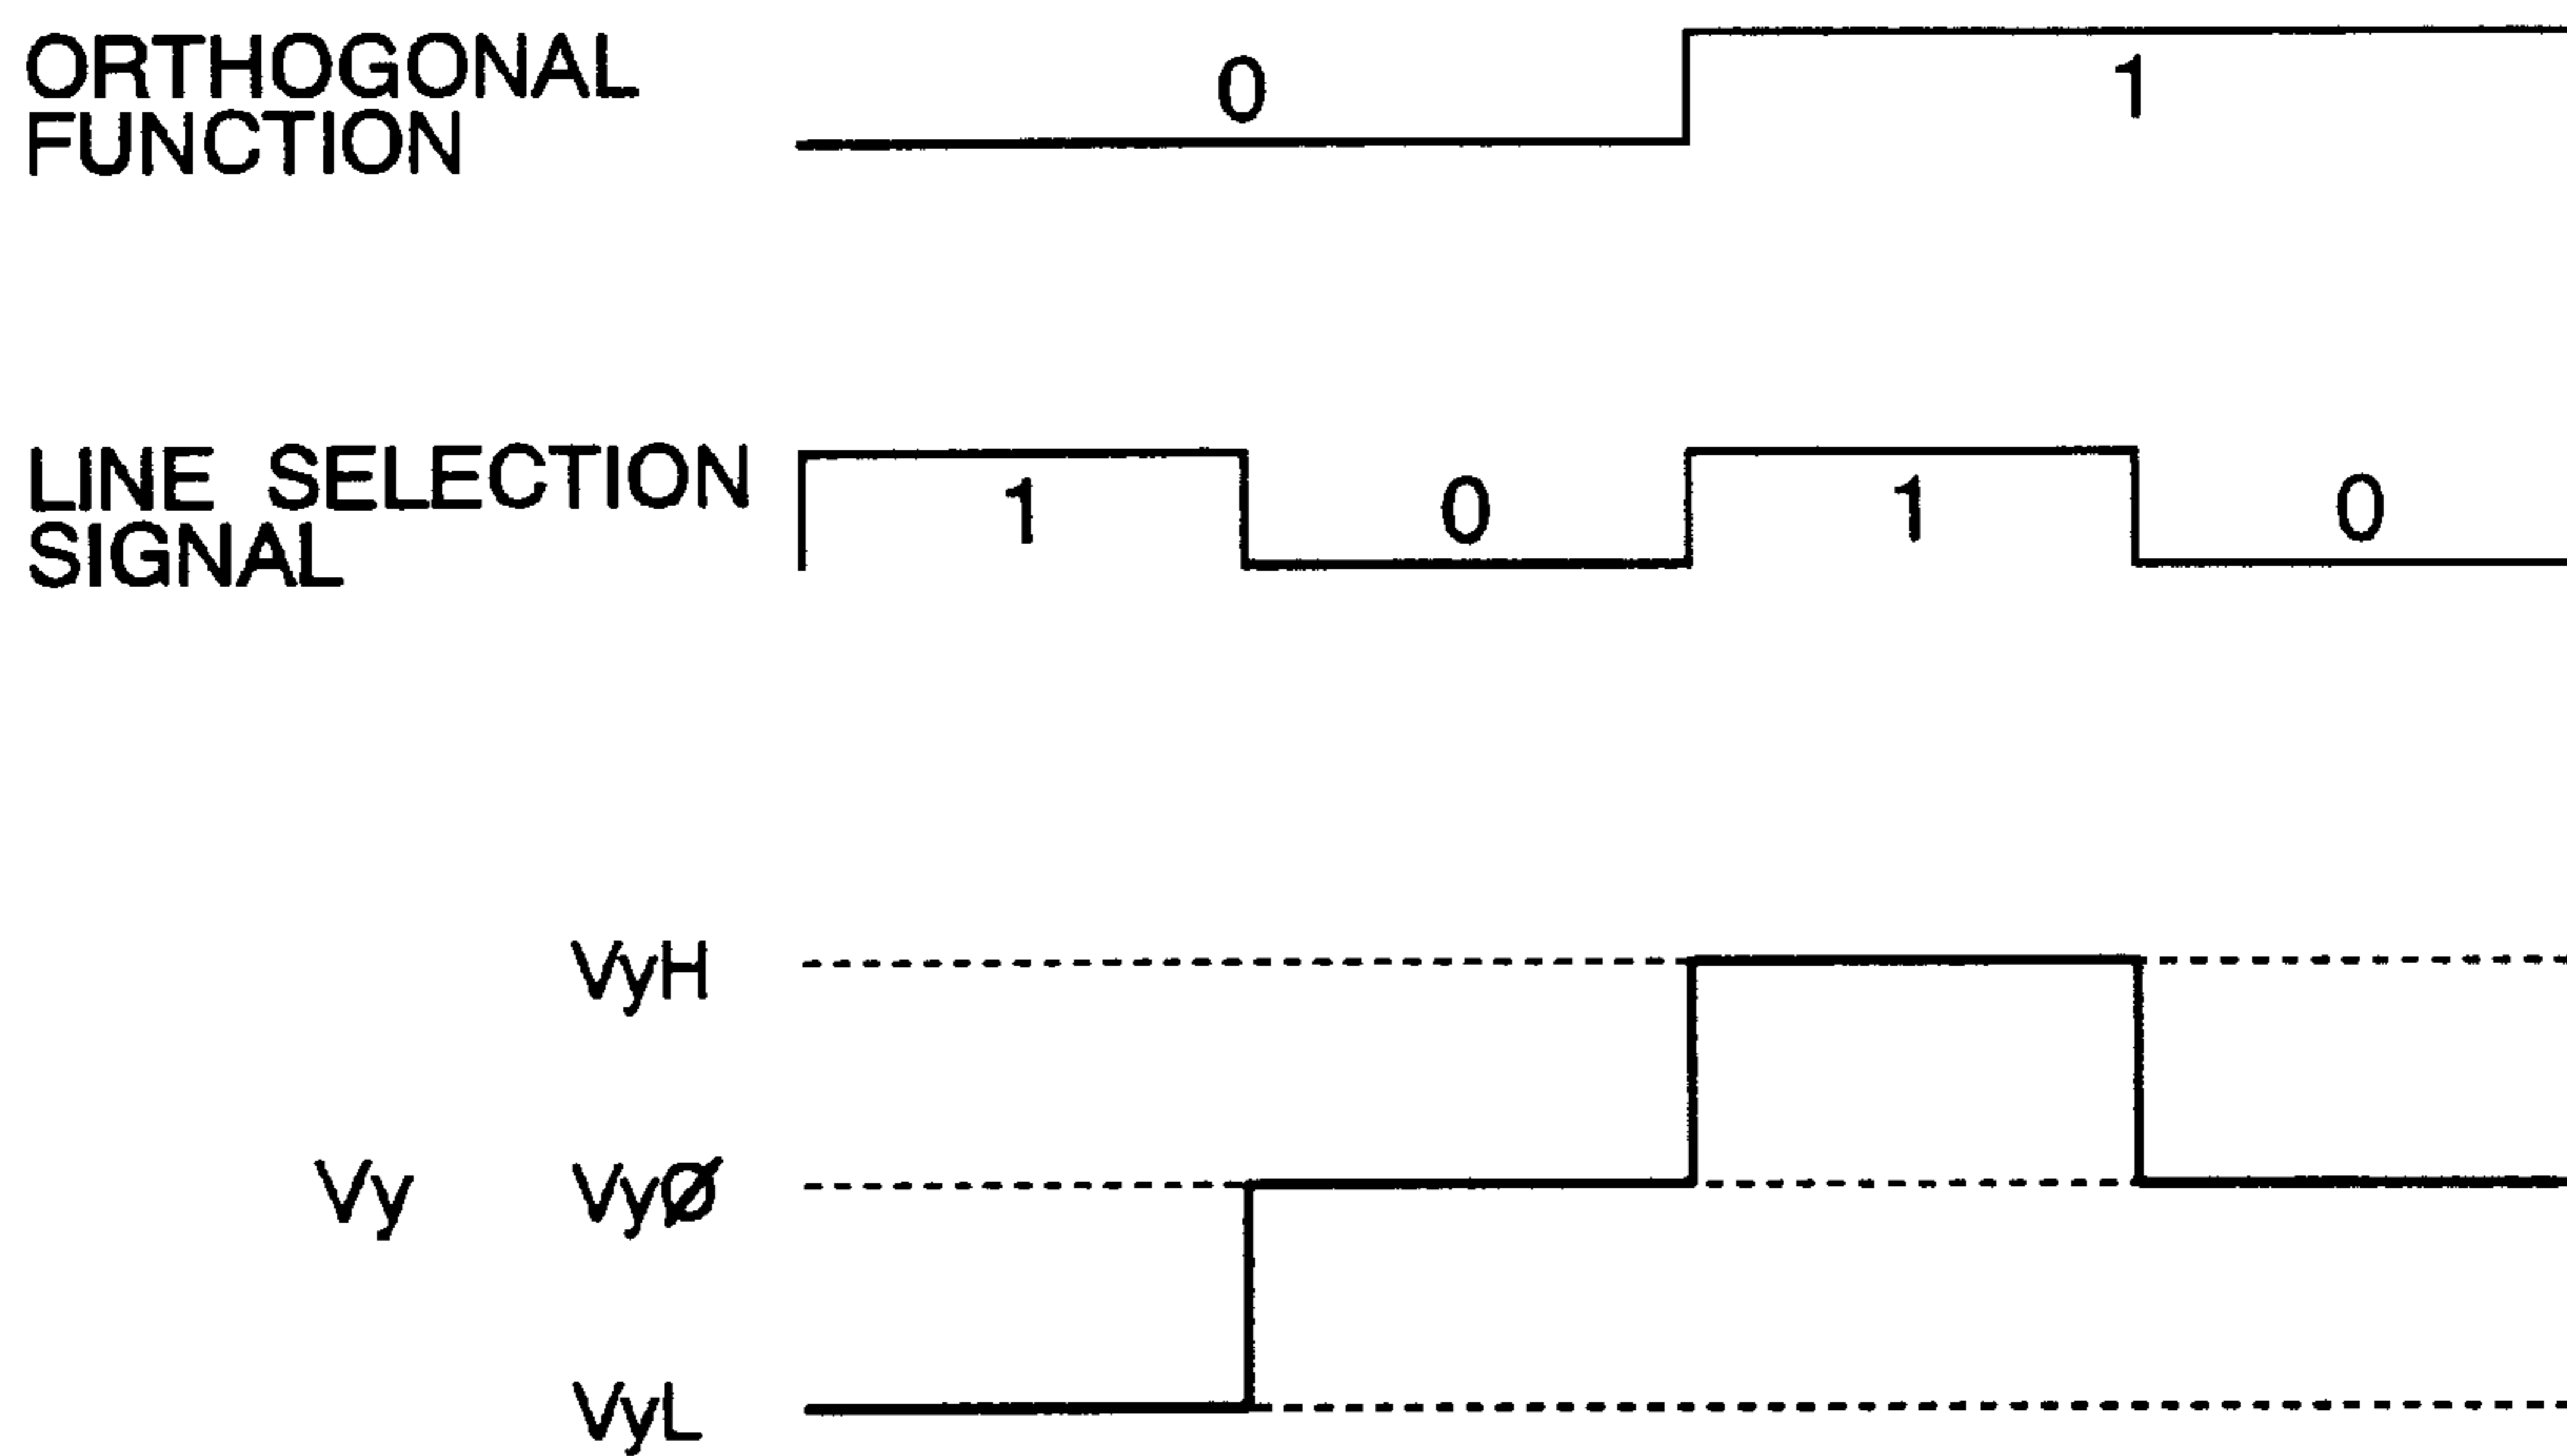 ORTHOGONAL
FUNCTION
0
1
LINE SELECTION
SIGNAL
1
0
1
0
VyH
Vy
VyØ
VyL